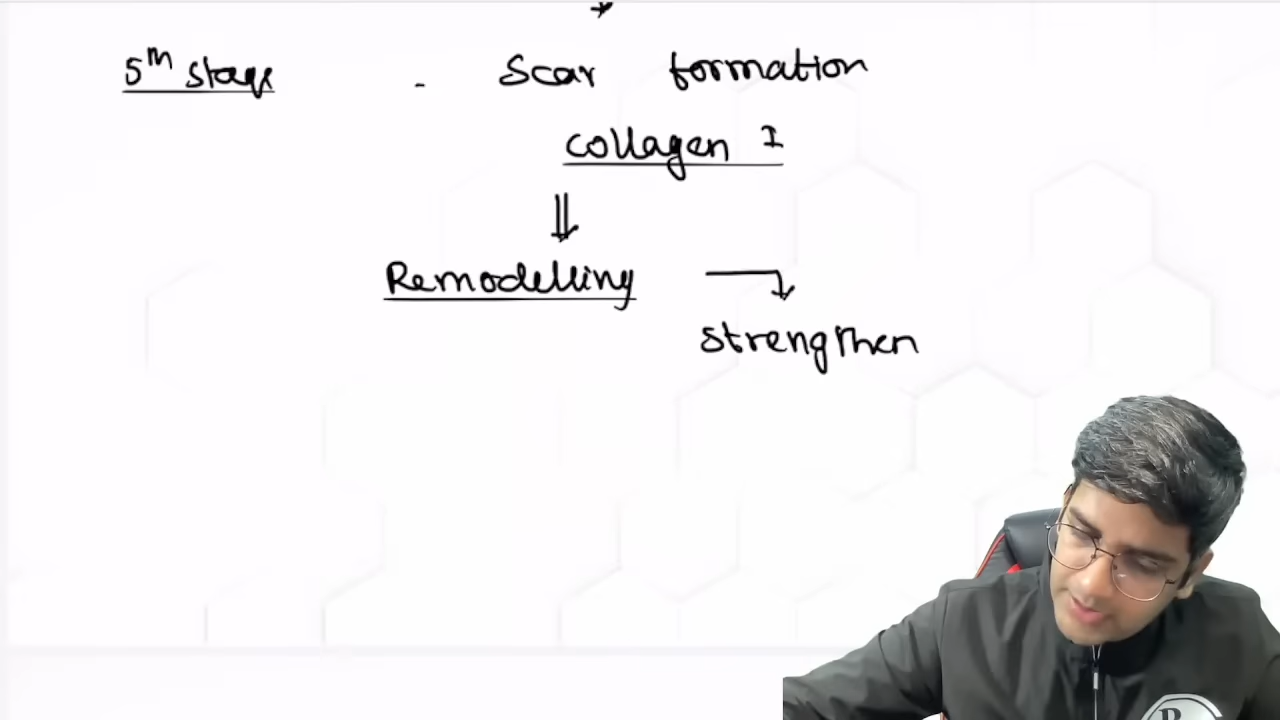 5th stage - Scar formation
Collagen I
Remodelling
strengthen